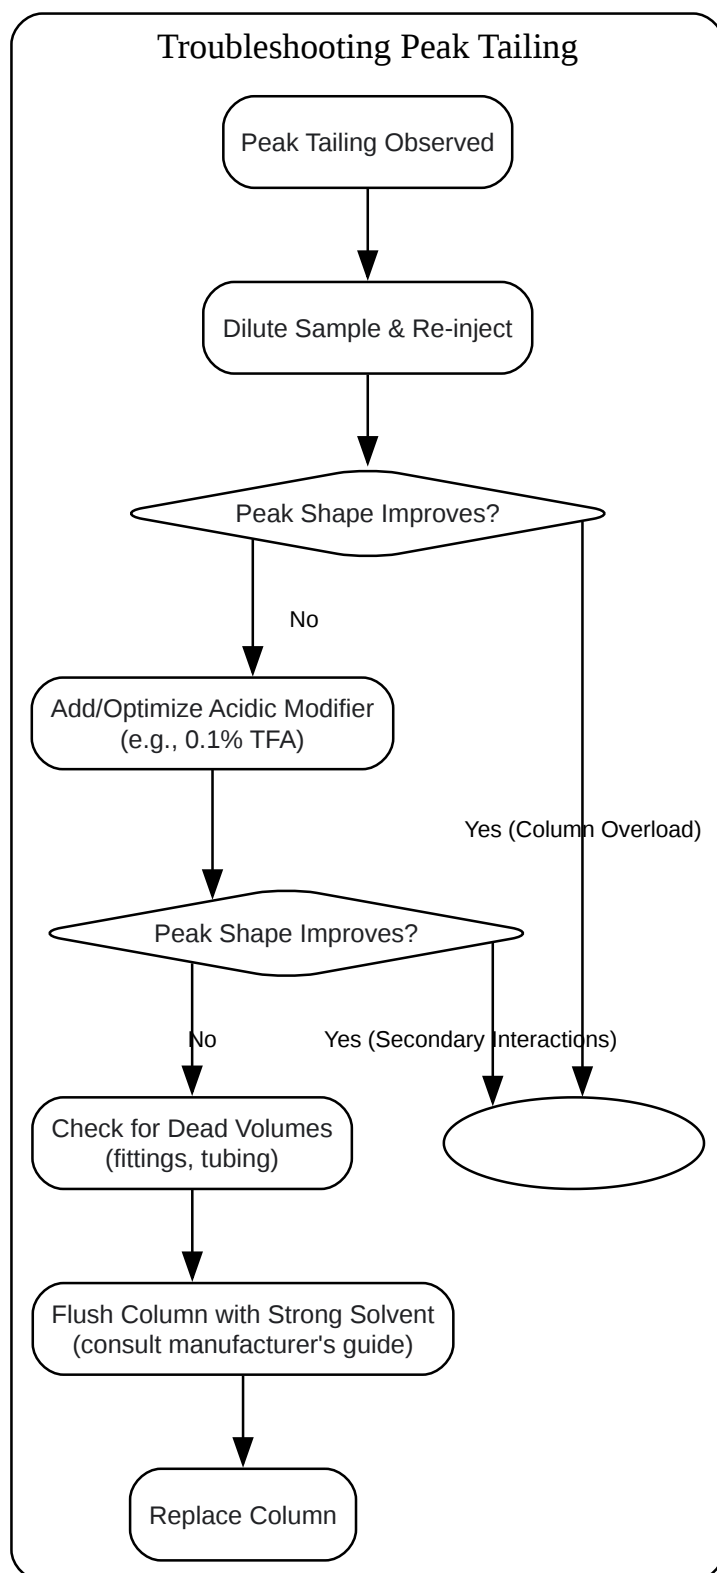 Troubleshooting Peak Tailing
Peak Tailing Observed
Dilute Sample & Re-inject
Peak Shape Improves?
No
Add/Optimize Acidic Modifier
(e.g., 0.1% TFA)
Yes (Column Overload)
Peak Shape Improves?
No
Yes (Secondary Interactions)
Check for Dead Volumes
(fittings, tubing)
Flush Column with Strong Solvent
(consult manufacturer's guide)
Replace Column